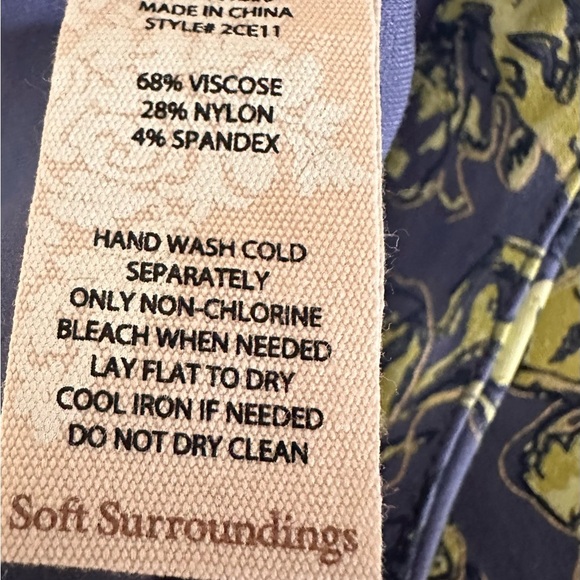 MADE IN CHINA
STYLE# 2CE11
68% VISCOSE
28% NYLON
4% SPANDEX
HAND WASH COLD
SEPARATELY
ONLY NON-CHLORINE
BLEACH WHEN NEEDED
LAY FLAT TO DRY
COOL IRON IF NEEDED
DO NOT DRY CLEAN
Soft Surroundings